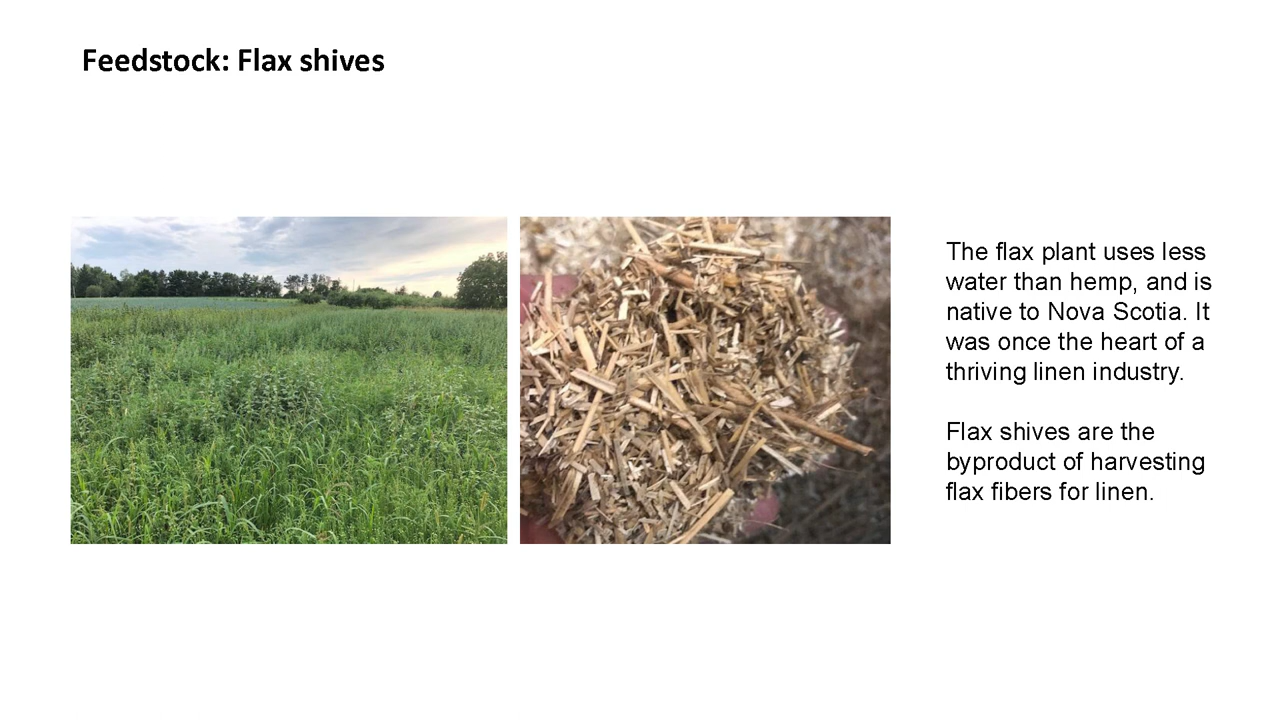 Feedstock: Flax shives
The flax plant uses less
water than hemp, and is
native to Nova Scotia. It
was once the heart of a
thriving linen industry.
Flax shives are the
byproduct of harvesting
flax fibers for linen.